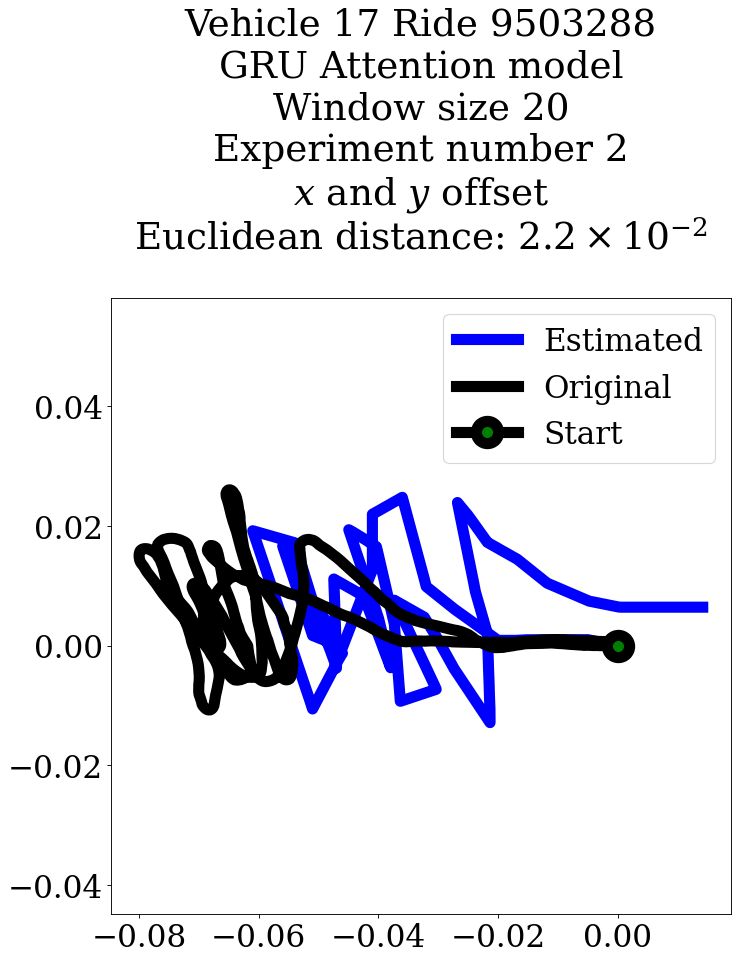 Vehicle 17 Ride 9503288
GRU Attention model
Window size 20
Experiment number 2
x and y offset
Euclidean distance: 2.2 × 10⁻²
Estimated
Original
Start
0.04
0.02
0.00
−0.02
−0.04
−0.08 −0.06 −0.04 −0.02 0.00